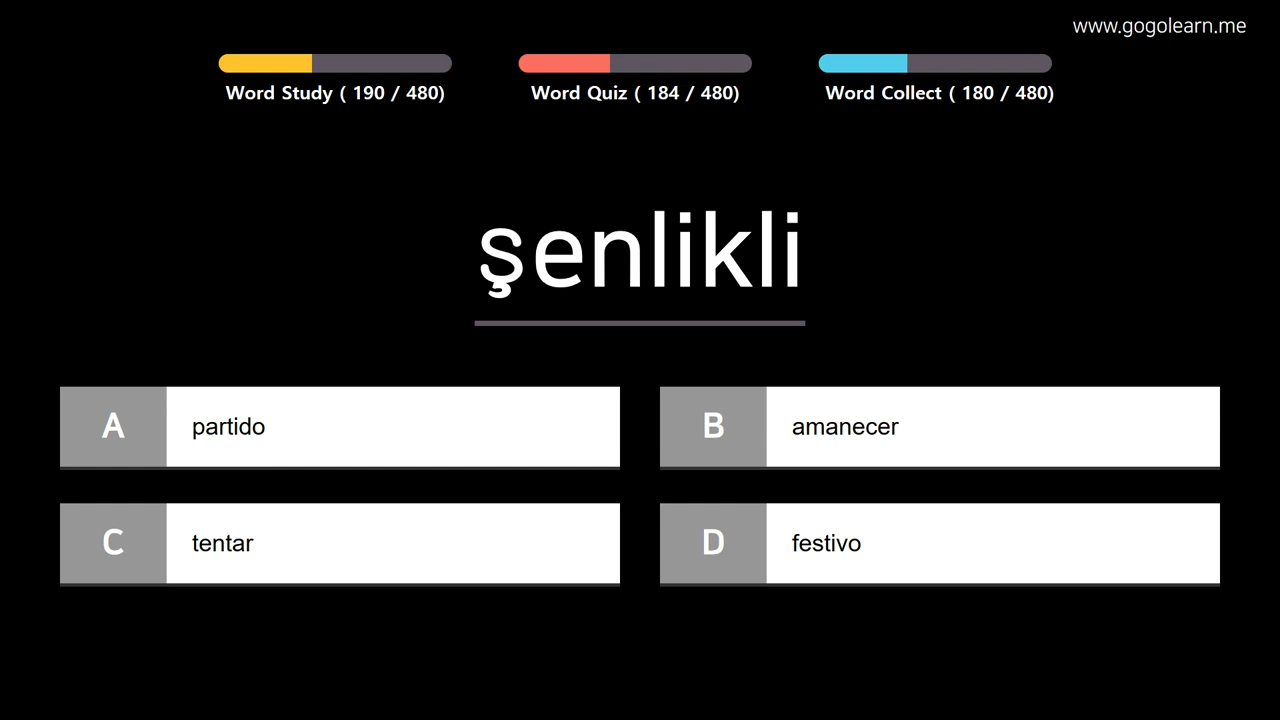 www.gogolearn.me
Word Study ( 190 / 480)
Word Quiz ( 184 / 480)
Word Collect ( 180 / 480)
şenlikli
A partido
B amanecer
C tentar
D festivo